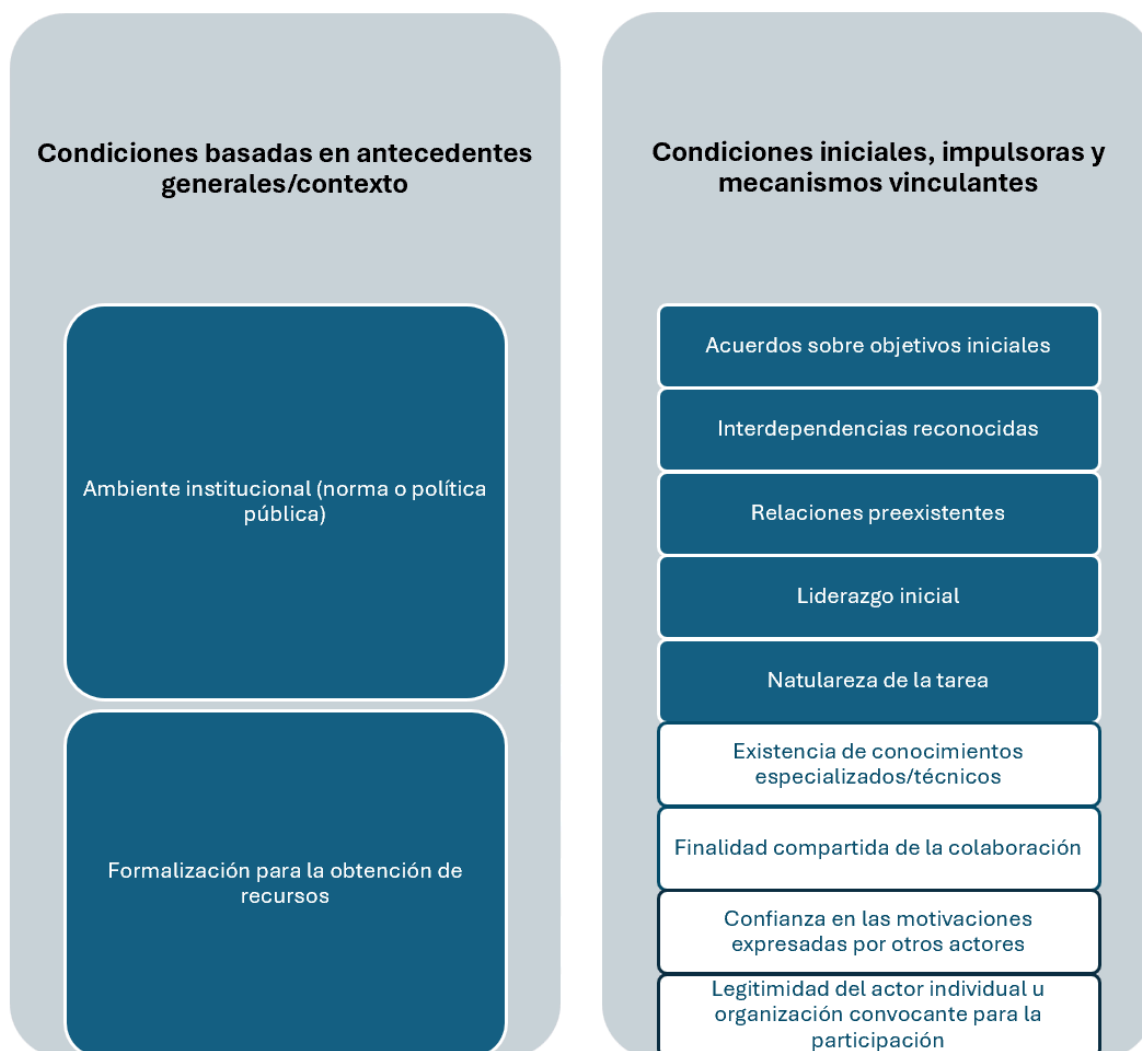 Condiciones basadas en antecedentes
generales/contexto
Ambiente institucional (norma o política
pública)
Formalización para la obtención de
recursos
Condiciones iniciales, impulsoras y
mecanismos vinculantes
Acuerdos sobre objetivos iniciales
Interdependencias reconocidas
Relaciones preexistentes
Liderazgo inicial
Natulareza de la tarea
Existencia de conocimientos
especializados/técnicos
Finalidad compartida de la colaboración
Confianza en las motivaciones
expresadas por otros actores
Legitimidad del actor individual u
organización convocante para la
participación